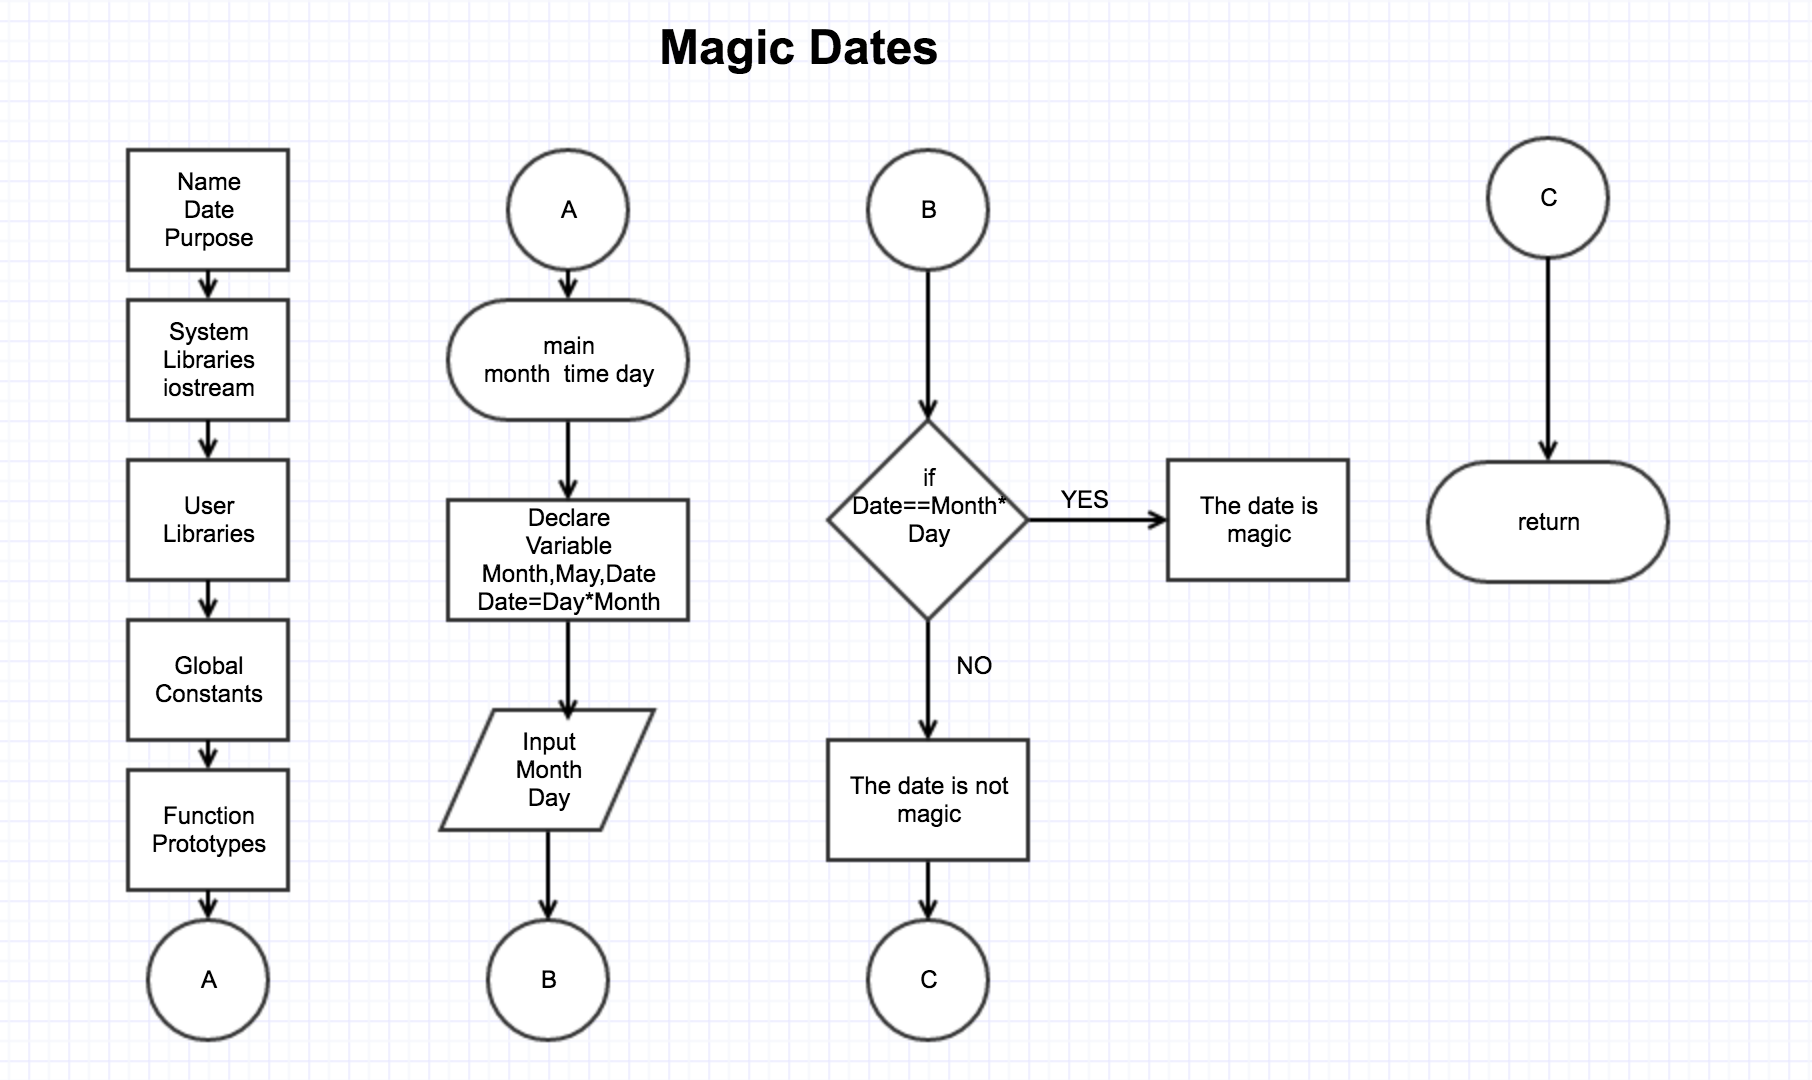 Magic Dates
Name
Date
Purpose
System
Libraries
iostream
User
Libraries
Global
Constants
Function
Prototypes
A
A
main
month  time day
Declare
Variable
Month,May,Date
Date=Day*Month
Input
Month
Day
B
B
if
Date==Month*
Day
YES
The date is
magic
NO
The date is not
magic
C
C
return